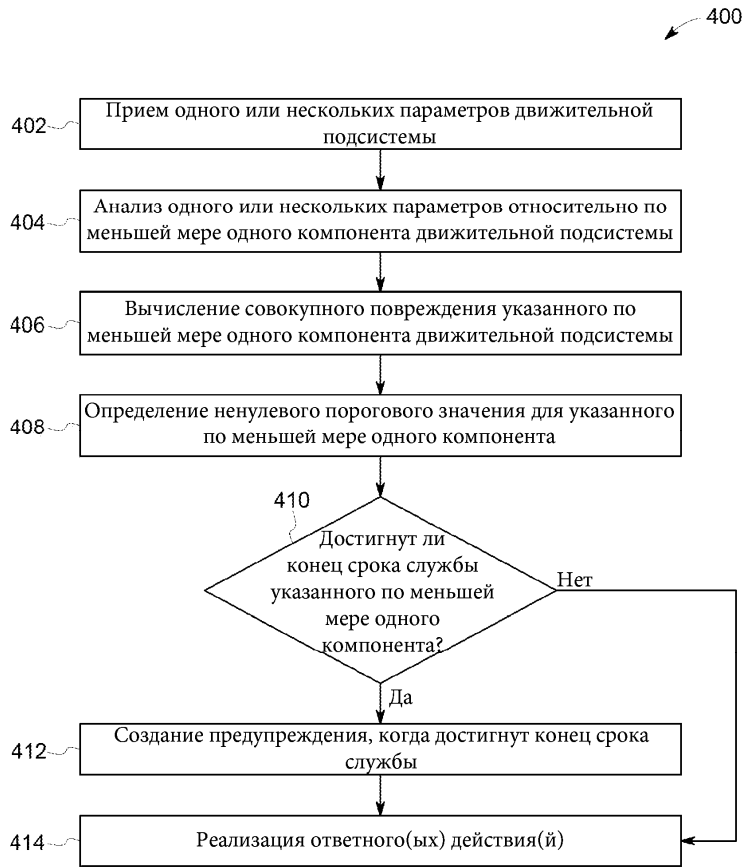 400
402
Прием одного или нескольких параметров движительной
подсистемы
404
Анализ одного или нескольких параметров относительно по
меньшей мере одного компонента движительной подсистемы
406
Вычисление совокупного повреждения указанного по
меньшей мере одного компонента движительной подсистемы
408
Определение ненулевого порогового значения для указанного
по меньшей мере одного компонента
410
Достигнут ли
конец срока службы
указанного по меньшей
мере одного
компонента?
Нет
Да
412
Создание предупреждения, когда достигнут конец срока
службы
414
Реализация ответного(ых) действия(й)